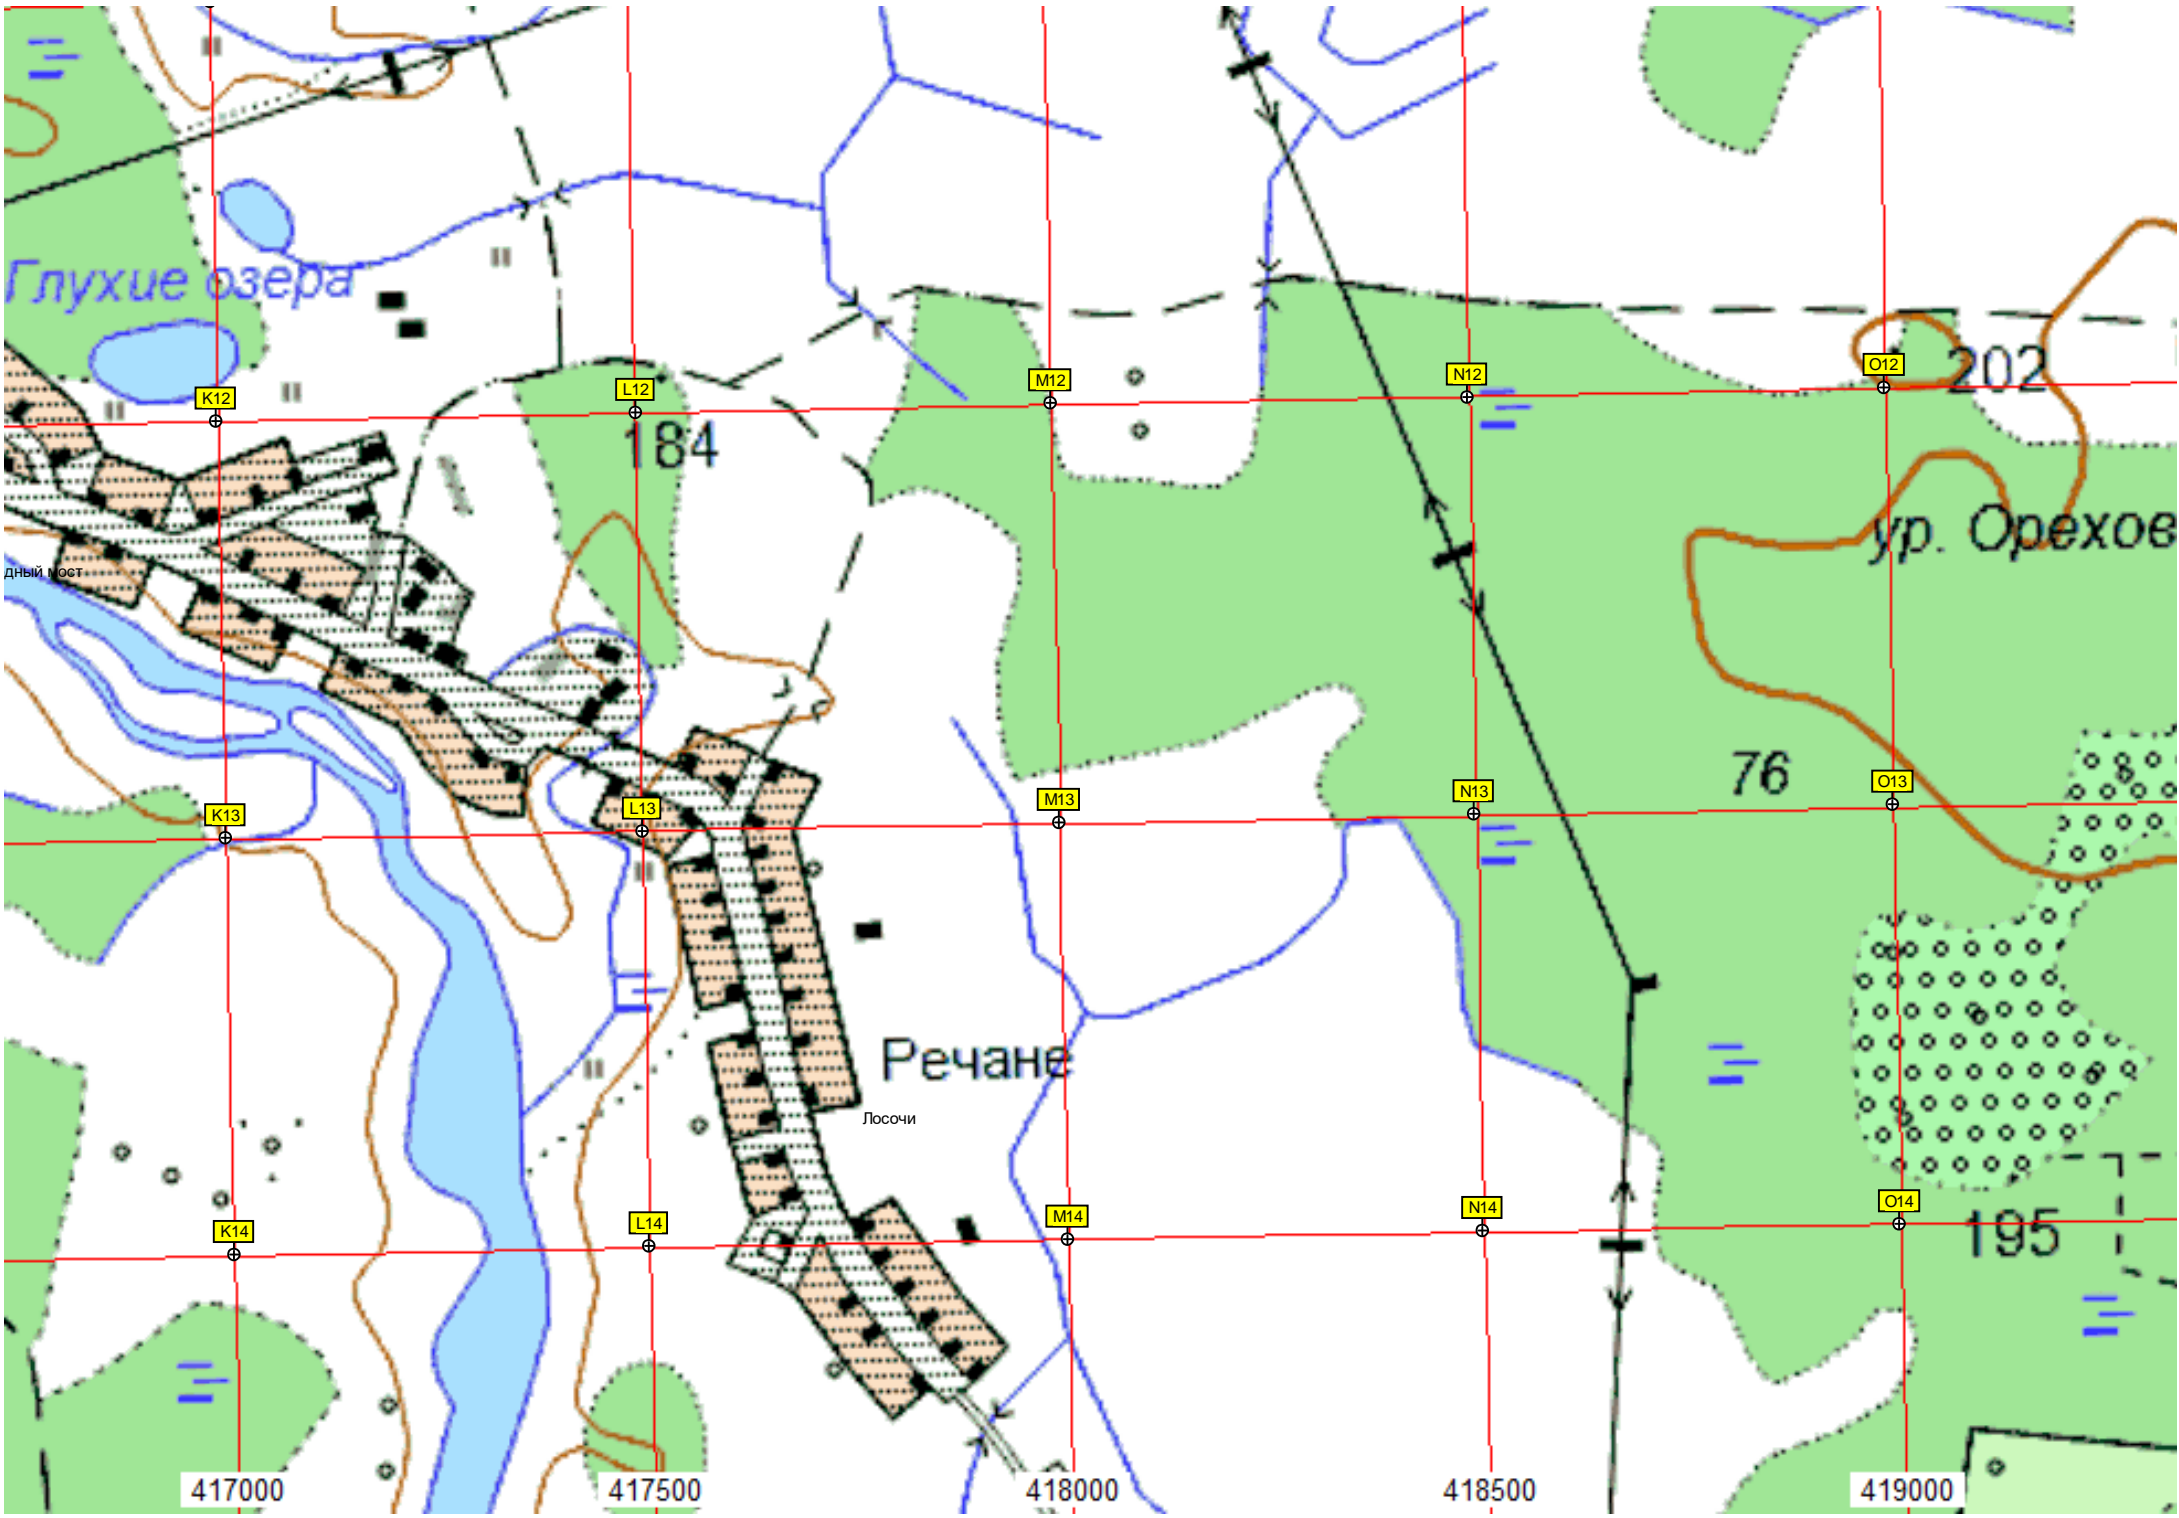 Глухие озера
K12
L12
M12
N12
O12
202
184
ур. Орехов
дный мост
76
K13
L13
M13
N13
O13
Речане
Лосочи
K14
L14
M14
N14
O14
195
417000
417500
418000
418500
419000